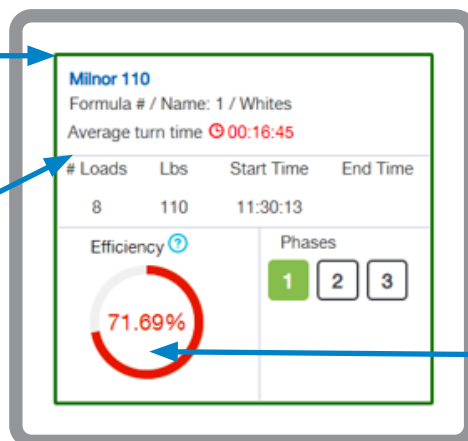 Milnor 110
Formula # / Name: 1 / Whites
Average turn time 00:16:45
# Loads Lbs Start Time End Time
8 110 11:30:13
Efficiency ? Phases
1 2 3
71.69%